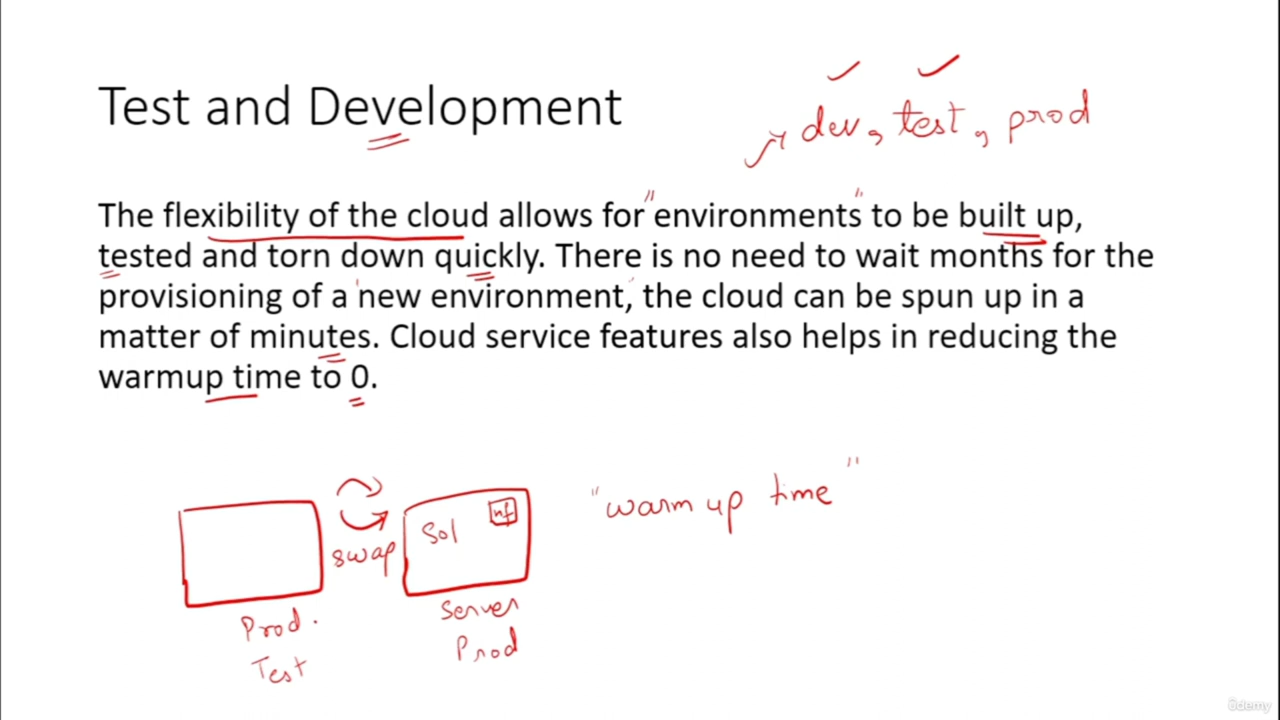 Test and Development
dev, test, prod
The flexibility of the cloud allows for "environments" to be built up,
tested and torn down quickly. There is no need to wait months for the
provisioning of a 'new environment, the cloud can be spun up in a
matter of minutes. Cloud service features also helps in reducing the
warmup time to 0.
"warm up time"
Sol nf
swap
Prod.
Test
Server
Prod
ûdemy